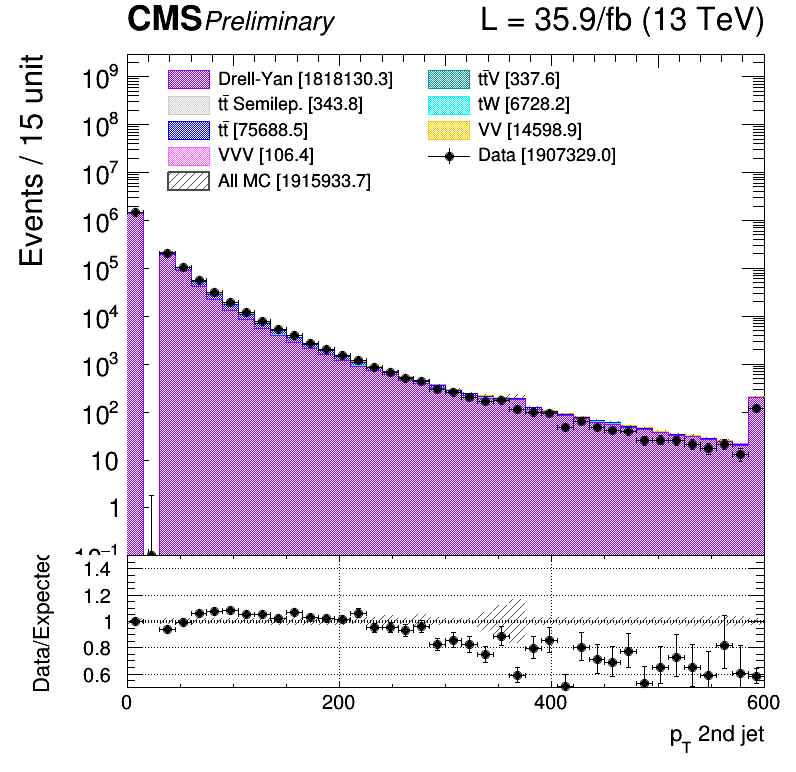 CMS Preliminary L = 35.9/fb (13 TeV)
Events / 15 unit
Drell-Yan [1818130.3]
tt̄ Semilep. [343.8]
tt̄ [75688.5]
VVV [106.4]
All MC [1915933.7]
tt̄V [337.6]
tW [6728.2]
VV [14598.9]
Data [1907329.0]
10⁹
10⁸
10⁷
10⁶
10⁵
10⁴
10³
10²
10
1
10⁻¹
Data/Expected
1.4
1.2
1
0.8
0.6
0 200 400 600
p_T 2nd jet